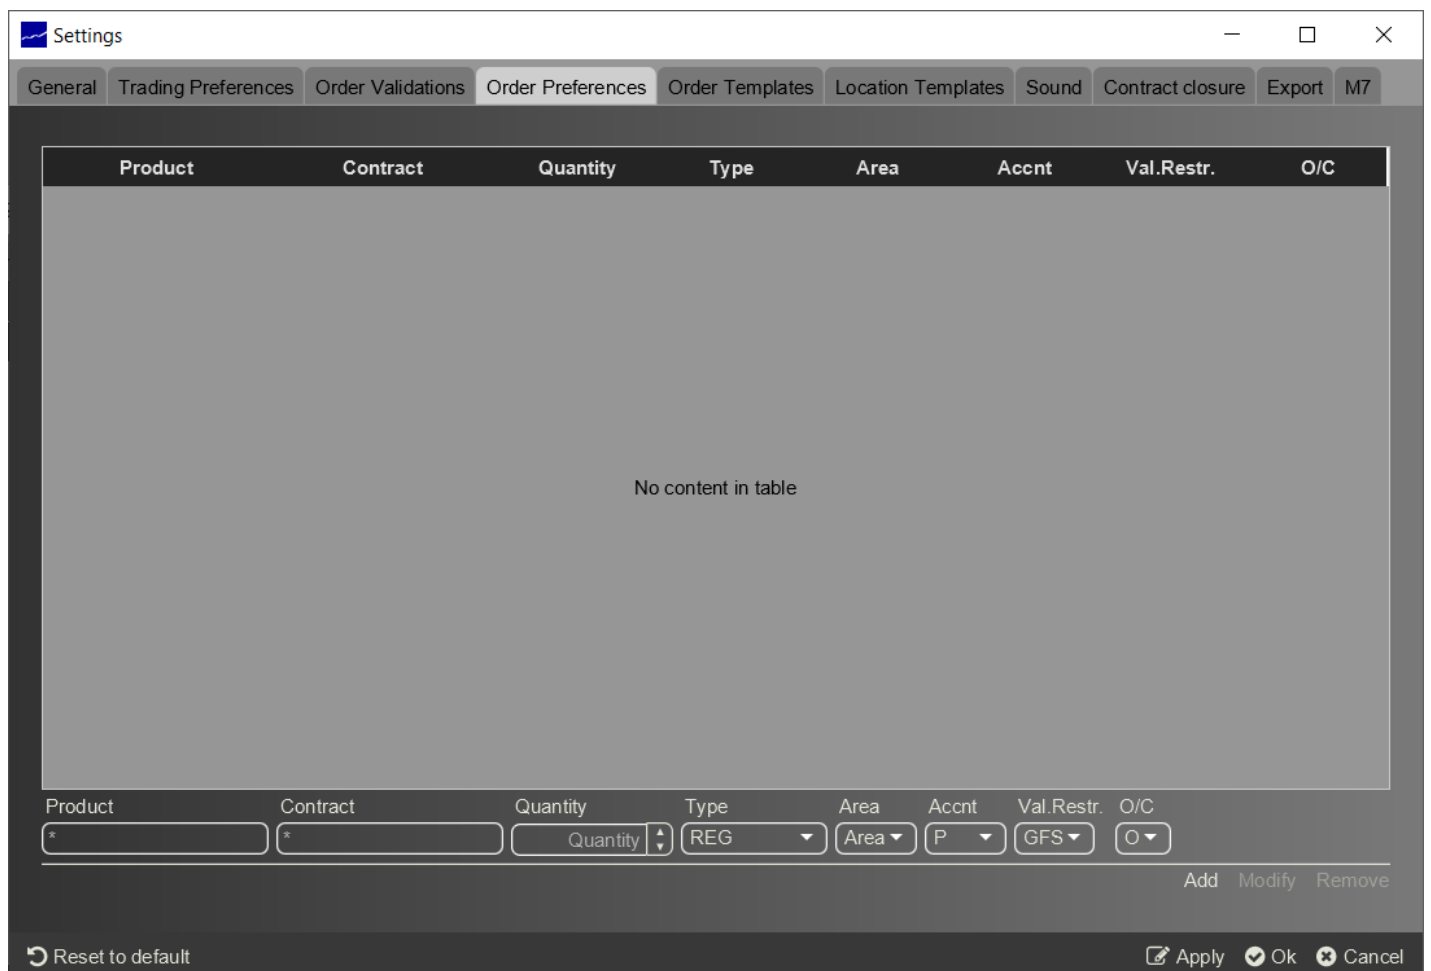 Settings
General Trading Preferences Order Validations Order Preferences Order Templates Location Templates Sound Contract closure Export M7
Product Contract Quantity Type Area Accnt Val.Restr. O/C
No content in table
Product Contract Quantity Type Area Accnt Val.Restr. O/C
* * Quantity REG Area P GFS O
Add Modify Remove
Reset to default Apply Ok Cancel